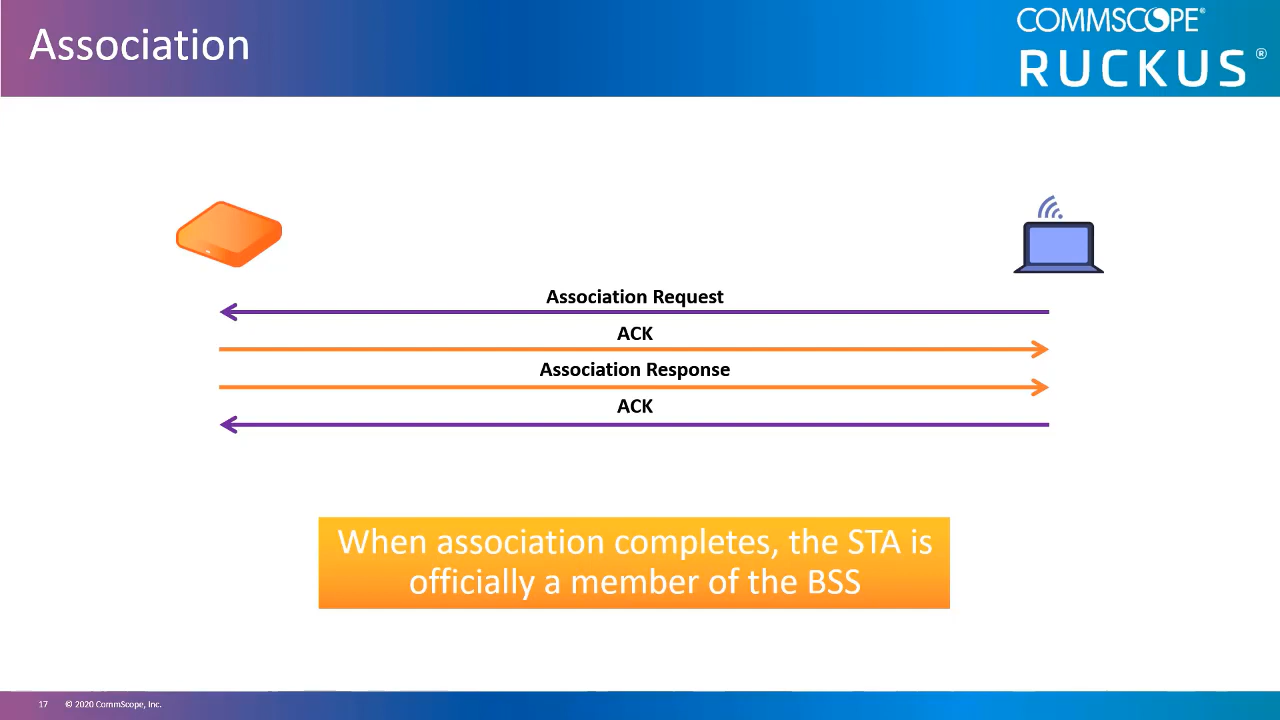 Association
COMMSCOPE®
RUCKUS®
Association Request
ACK
Association Response
ACK
When association completes, the STA is
officially a member of the BSS
17 © 2020 CommScope, Inc.